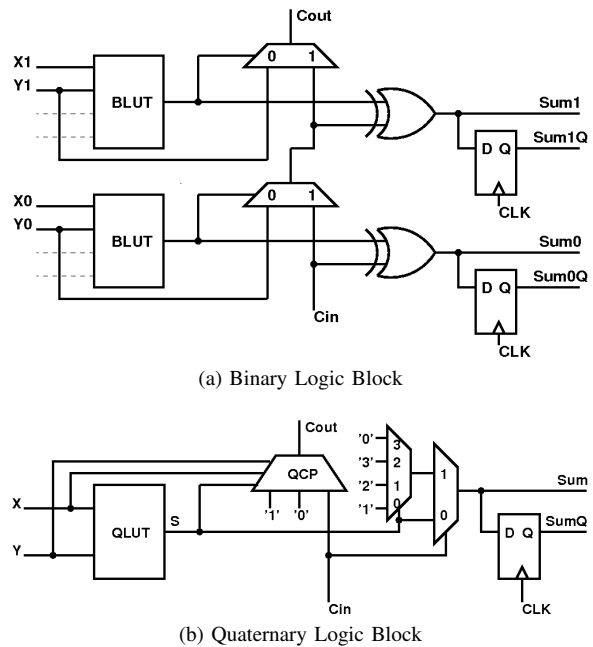 Cout
X1
0 1
Y1
BLUT
Sum1
D Q
Sum1Q
CLK
X0
0 1
Y0
BLUT
Sum0
D Q
Sum0Q
Cin
CLK
(a) Binary Logic Block
Cout
'0'
3
'3'
2
QCP
1
'2'
1
Sum
X
'1'
'0'
'1'
0
S
QLUT
0
SumQ
D Q
Y
Cin
CLK
(b) Quaternary Logic Block